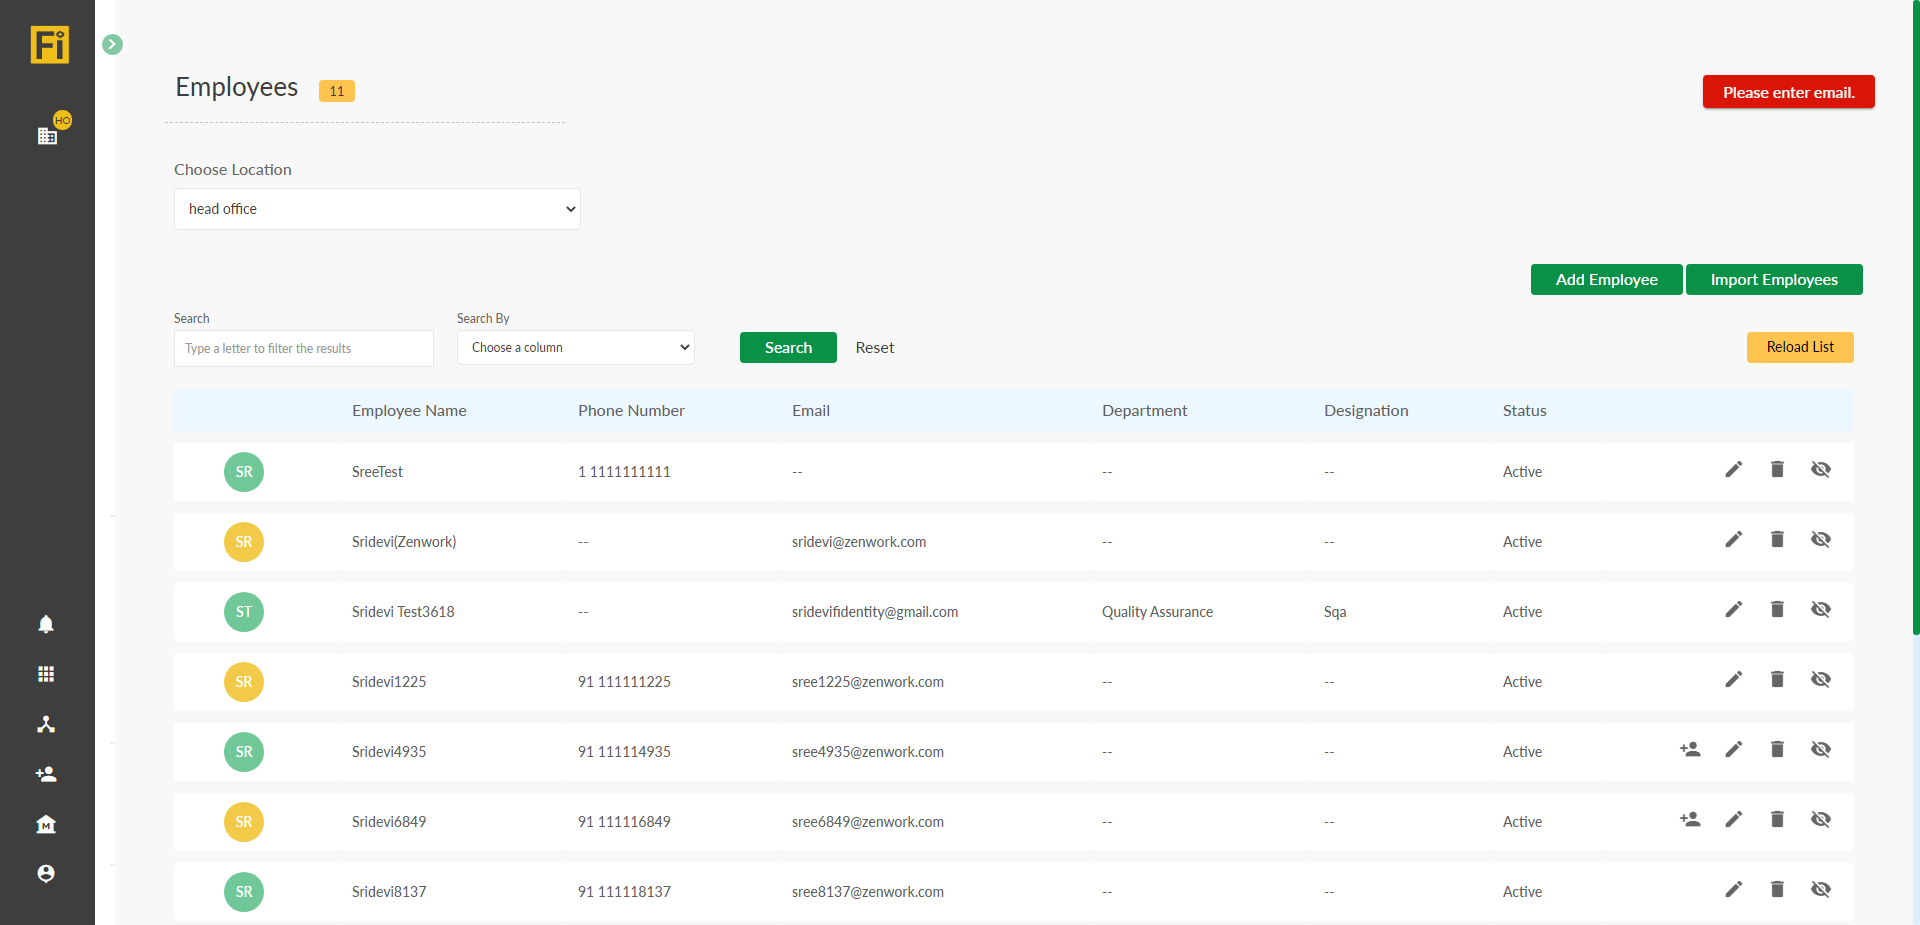 Fi
HO
Employees 11
Please enter email.
Choose Location
head office
Add Employee Import Employees
Search Search By
Type a letter to filter the results Choose a column Search Reset Reload List
Employee Name Phone Number Email Department Designation Status
SR SreeTest 1 1111111111 -- -- -- Active
SR Sridevi(Zenwork) -- sridevi@zenwork.com -- -- Active
ST Sridevi Test3618 -- sridevifidentity@gmail.com Quality Assurance Sqa Active
SR Sridevi1225 91 111111225 sree1225@zenwork.com -- -- Active
SR Sridevi4935 91 111114935 sree4935@zenwork.com -- -- Active
SR Sridevi6849 91 111116849 sree6849@zenwork.com -- -- Active
M
SR Sridevi8137 91 111118137 sree8137@zenwork.com -- -- Active